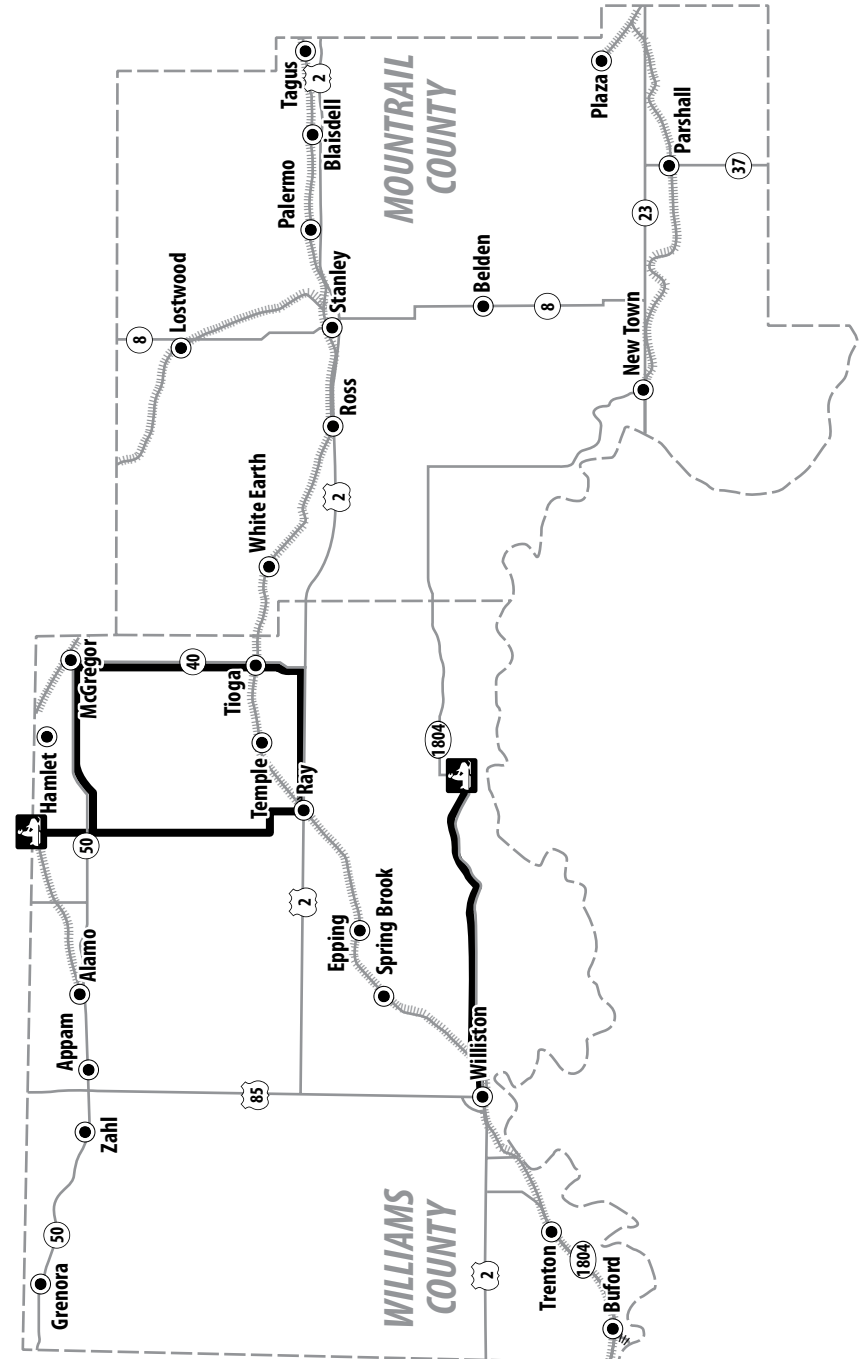 Tagus
2
Blaisdell
Palermo
MOUNTRAIL
COUNTY
Plaza
Parshall
37
23
Lostwood
8
Stanley
Belden
8
New Town
Ross
2
White Earth
McGregor
40
Tioga
Hamlet
Temple
Ray
1804
50
2
Epping
Spring Brook
Alamo
Appam
Williston
85
Zahl
50
Grenora
WILLIAMS
COUNTY
2
Trenton
1804
Buford